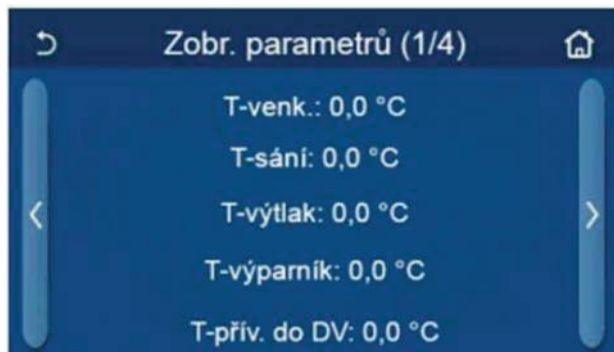 Zobr. parametrů (1/4)
T-venk.: 0,0 °C
T-sání: 0,0 °C
T-výtlak: 0,0 °C
T-výparník: 0,0 °C
T-přív. do DV: 0,0 °C